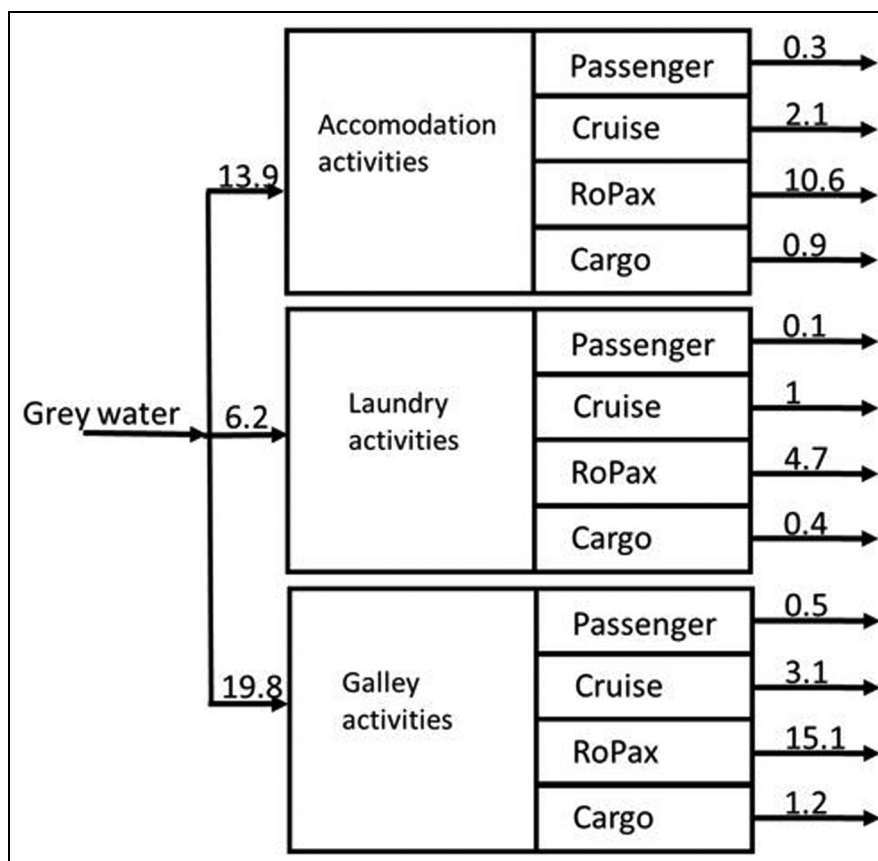 Grey water
13.9
Accomodation
activities
Passenger 0.3
Cruise 2.1
RoPax 10.6
Cargo 0.9
6.2
Laundry
activities
Passenger 0.1
Cruise 1
RoPax 4.7
Cargo 0.4
19.8
Galley
activities
Passenger 0.5
Cruise 3.1
RoPax 15.1
Cargo 1.2